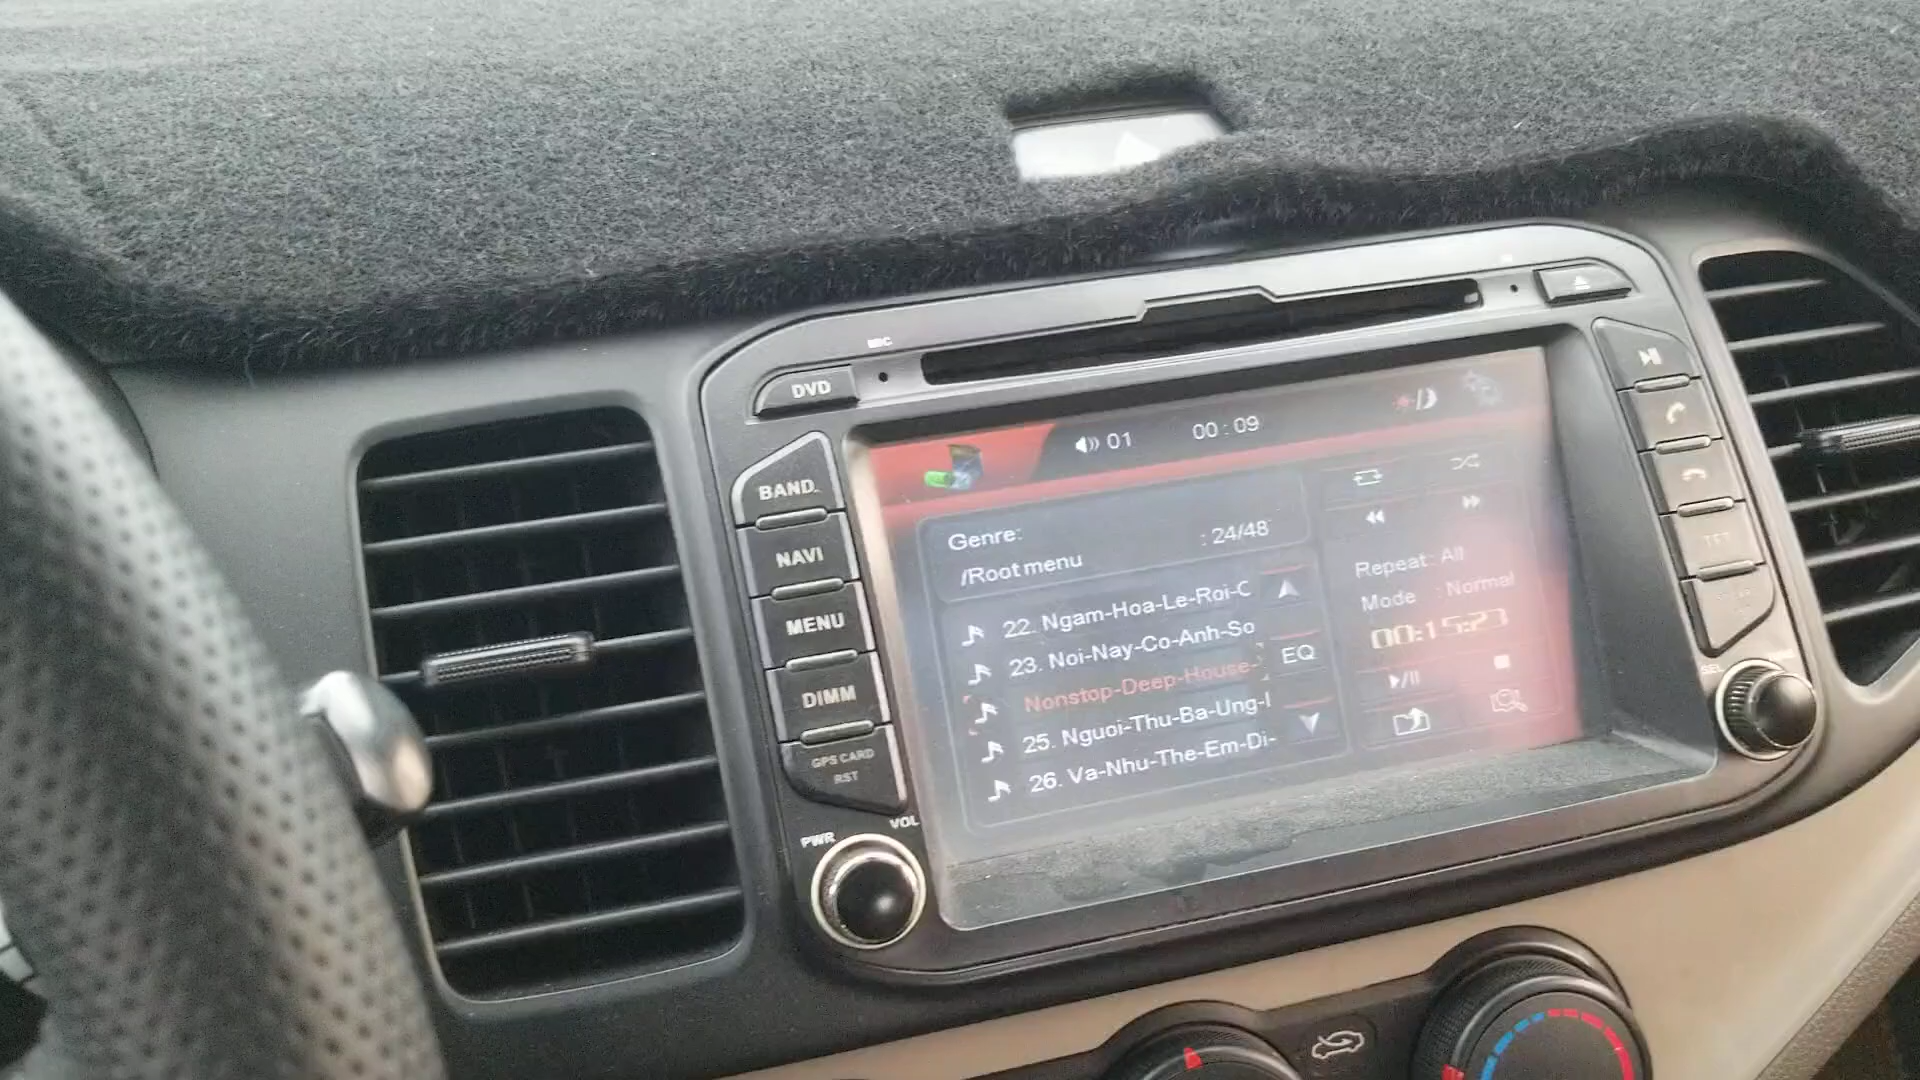 MIC
DVD
BAND.
NAVI
MENU
DIMM
GPS CARD
RST
PWR
VOL
01
00 : 09
Genre:
: 24/48
/Root menu
22. Ngam-Hoa-Le-Roi-C
23. Noi-Nay-Co-Anh-So
Nonstop-Deep-House-
25. Nguoi-Thu-Ba-Ung-
26. Va-Nhu-The-Em-Di-
EQ
Repeat : All
Mode : Normal
00:15:23
TFT
SEL